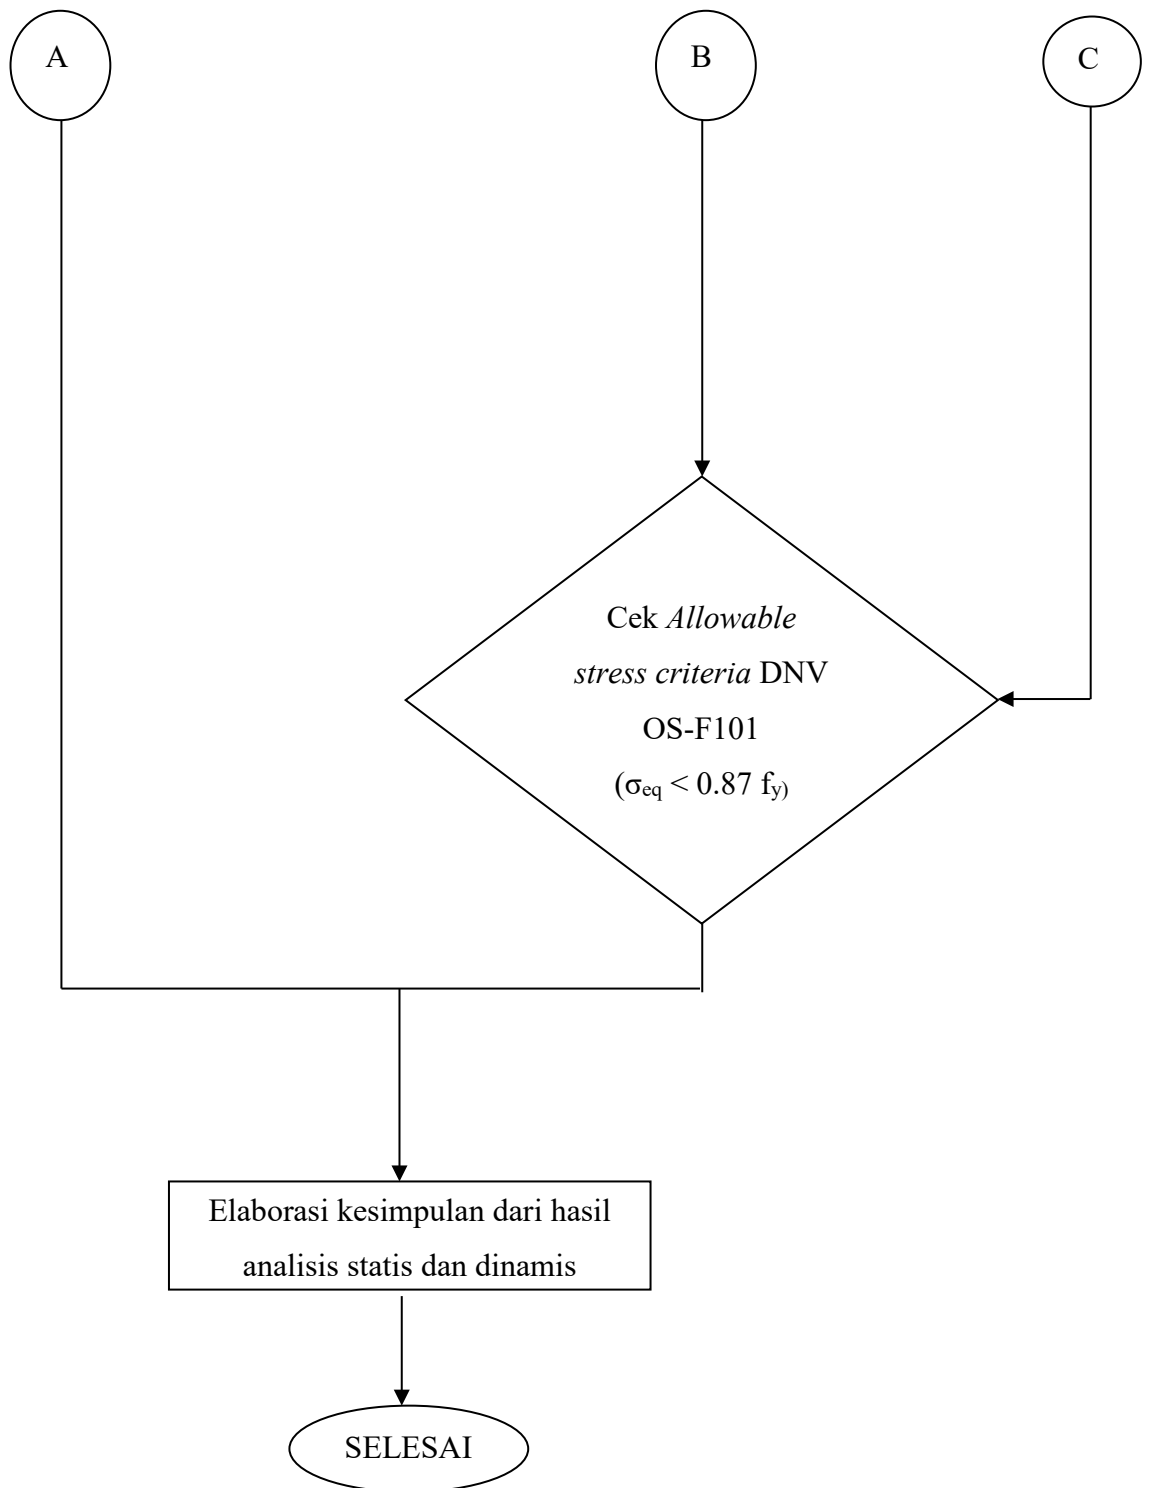 A
B
C
Cek Allowable
stress criteria DNV
OS-F101
(σeq < 0.87 fy)
Elaborasi kesimpulan dari hasil
analisis statis dan dinamis
SELESAI